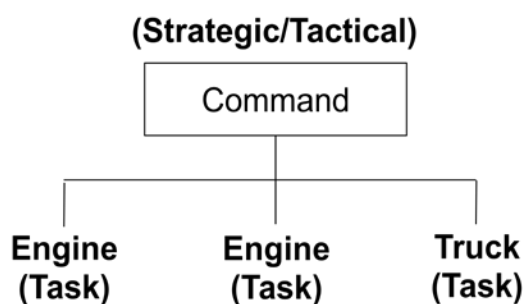 (Strategic/Tactical)
Command
Engine
(Task)
Engine
(Task)
Truck
(Task)